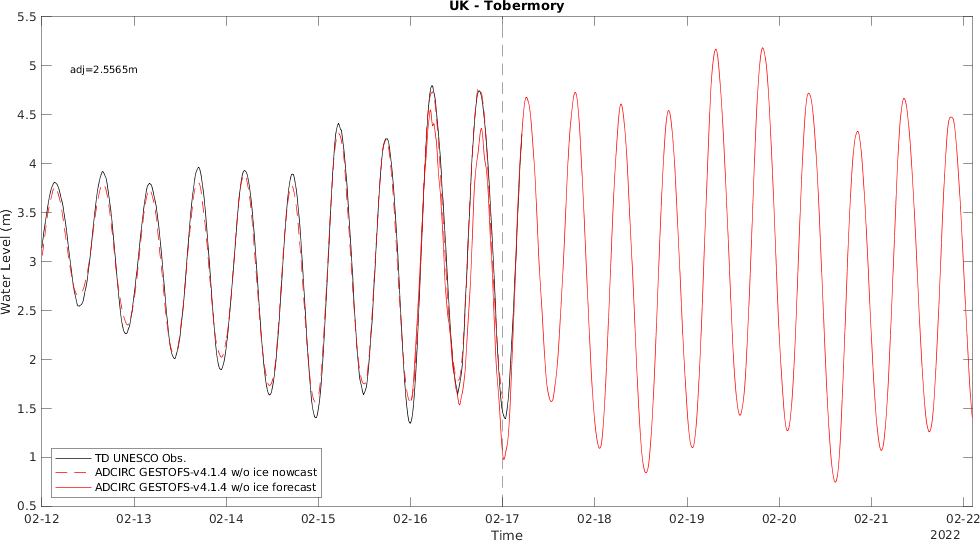 UK - Tobermory
5.5
5
4.5
4
3.5
3
2.5
2
1.5
1
0.5
Water Level (m)
adj=2.5565m
TD UNESCO Obs.
ADCIRC GESTOFS-v4.1.4 w/o ice nowcast
ADCIRC GESTOFS-v4.1.4 w/o ice forecast
02-12 02-13 02-14 02-15 02-16 02-17 02-18 02-19 02-20 02-21 02-22
Time
2022